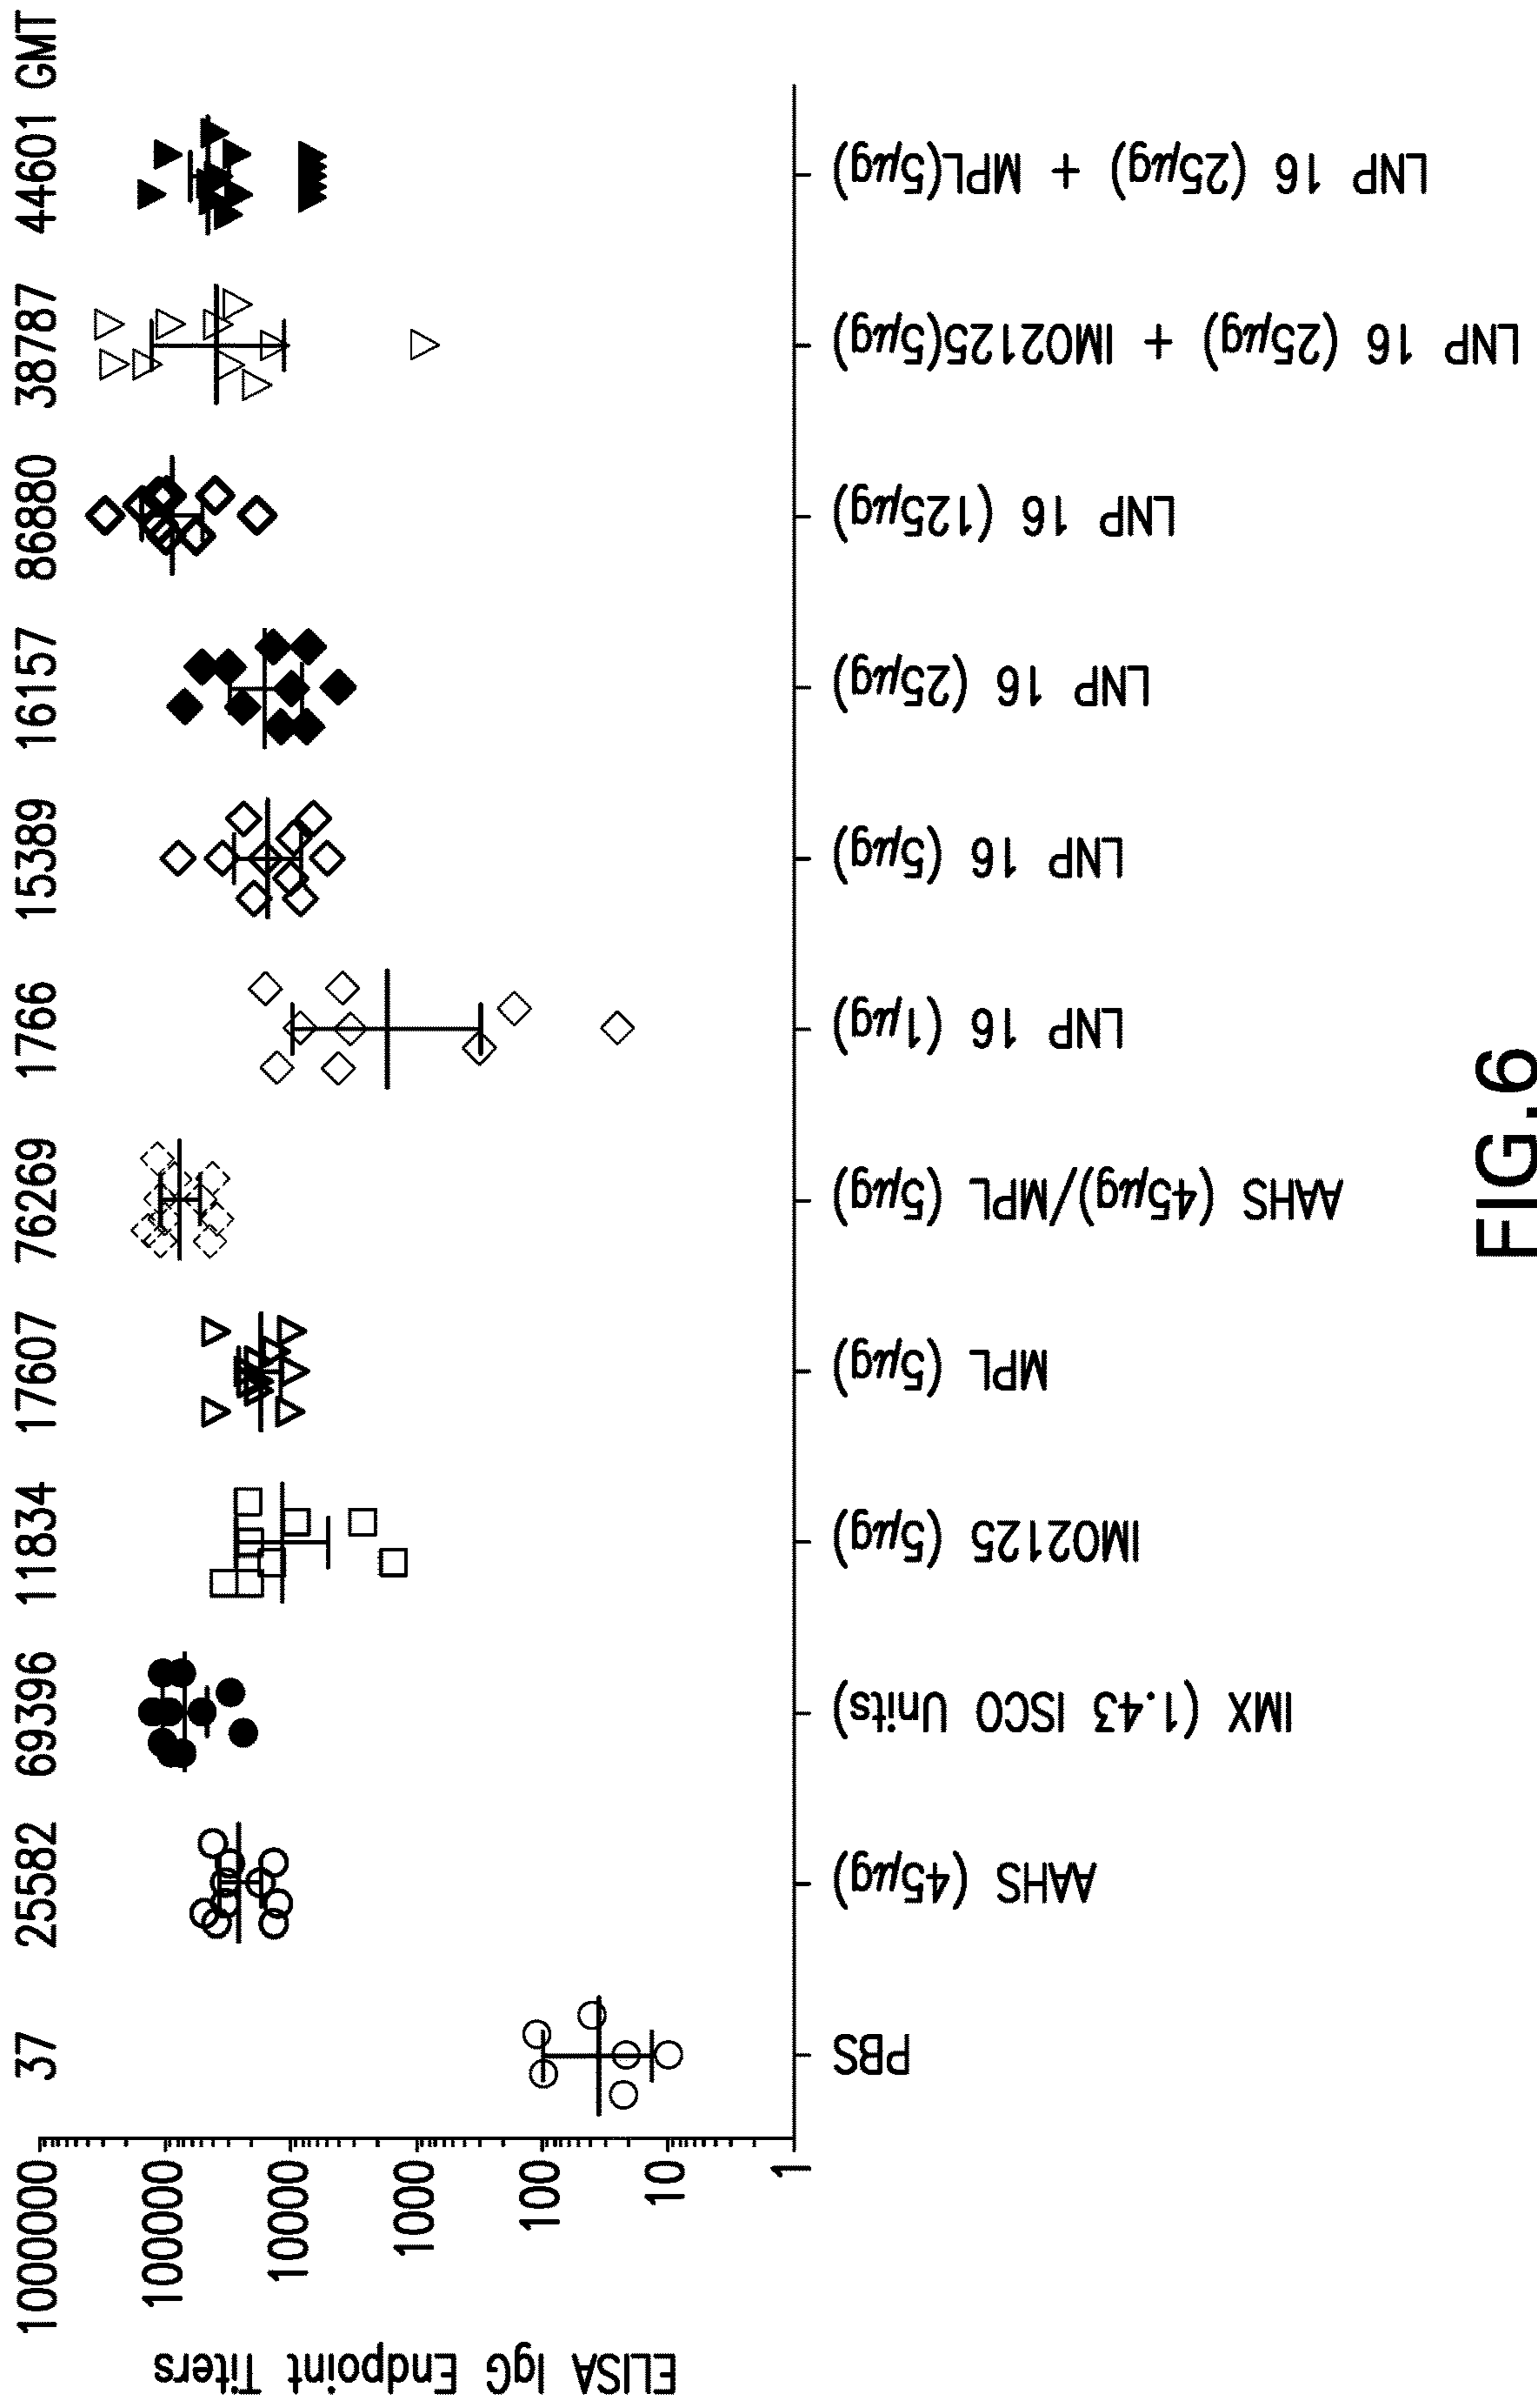 37 25582 69396 11834 17607 76269 1766 15389 16157 86880 38787 44601 GMT
ELISA IgG Endpoint Titers
1000000
100000
10000
1000
100
10
1
PBS
AAHS (45µg)
IMX (1.43 ISCO Units)
IMO2125 (5µg)
MPL (5µg)
AAHS (45µg)/MPL (5µg)
LNP 16 (1µg)
LNP 16 (5µg)
LNP 16 (25µg)
LNP 16 (125µg)
LNP 16 (25µg) + IMO2125(5µg)
LNP 16 (25µg) + MPL(5µg)
FIG.6